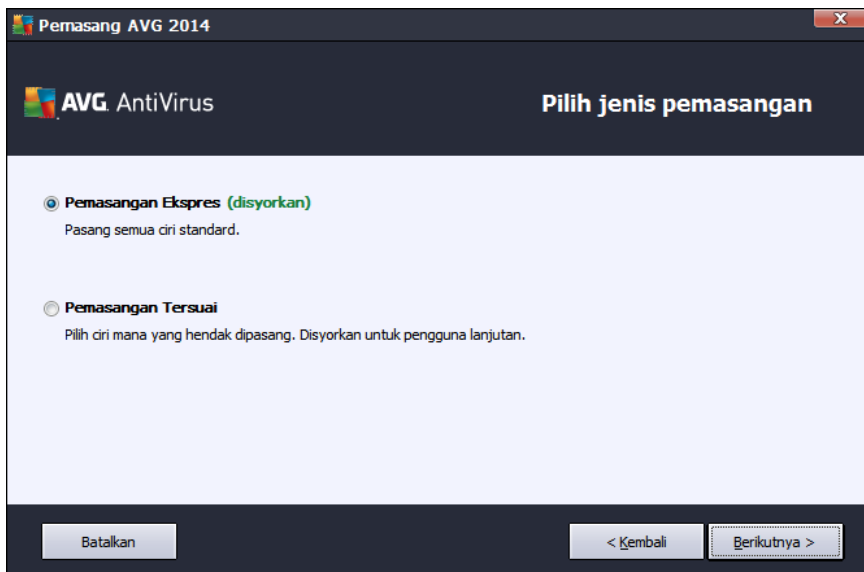 Pemasang AVG 2014
X
AVG. AntiVirus
Pilih jenis pemasangan
Pemasangan Ekspres (disyorkan)
Pasang semua ciri standard.
Pemasangan Tersuai
Pilih ciri mana yang hendak dipasang. Disyorkan untuk pengguna lanjutan.
Batalkan
< Kembali
Berikutnya >